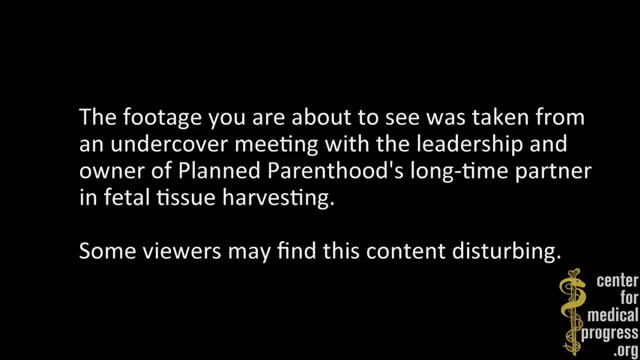 The footage you are about to see was taken from
an undercover meeting with the leadership and
owner of Planned Parenthood's long-time partner
in fetal tissue harvesting.
Some viewers may find this content disturbing.
center
for
medical
progress
.org